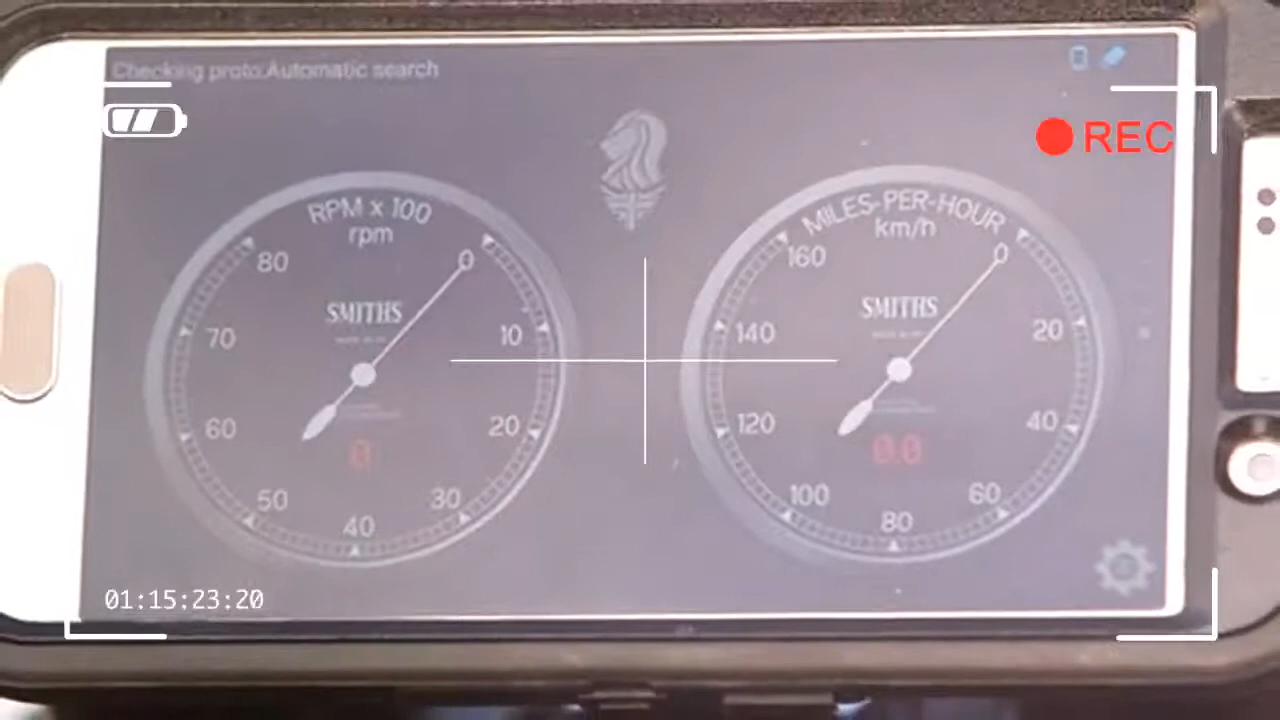 Checking proto:Automatic search
REC
RPM x 100
rpm
0
10
20
30
40
50
60
70
80
SMITHS
0
MILES-PER-HOUR
km/h
0
20
40
60
80
100
120
140
160
SMITHS
0.0
01:15:23:20